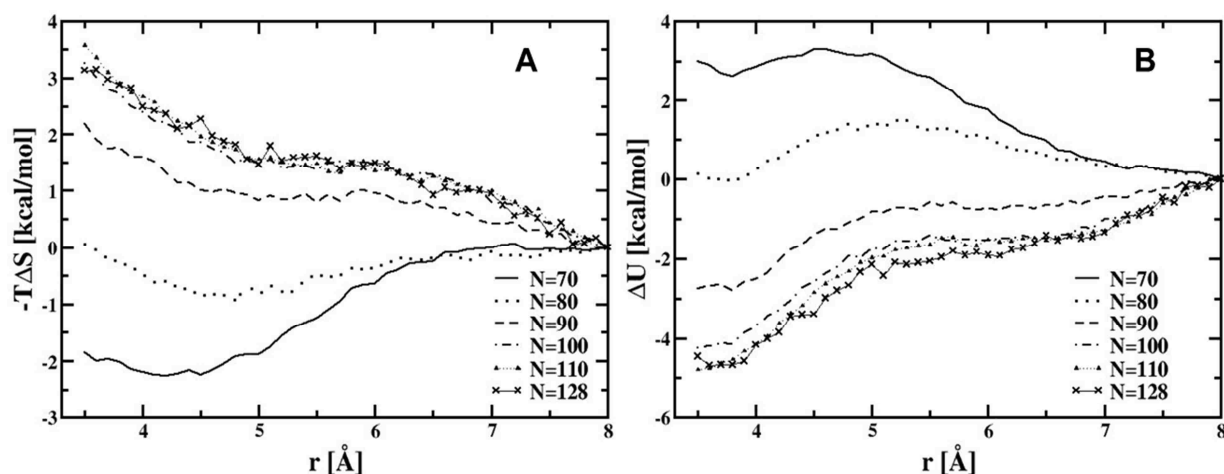 A
-TΔS [kcal/mol]
4
3
2
1
0
-1
-2
-3
4
5
6
7
8
r [Å]
N=70
N=80
N=90
N=100
N=110
N=128
B
ΔU [kcal/mol]
4
2
0
-2
-4
-6
4
5
6
7
8
r [Å]
N=70
N=80
N=90
N=100
N=110
N=128